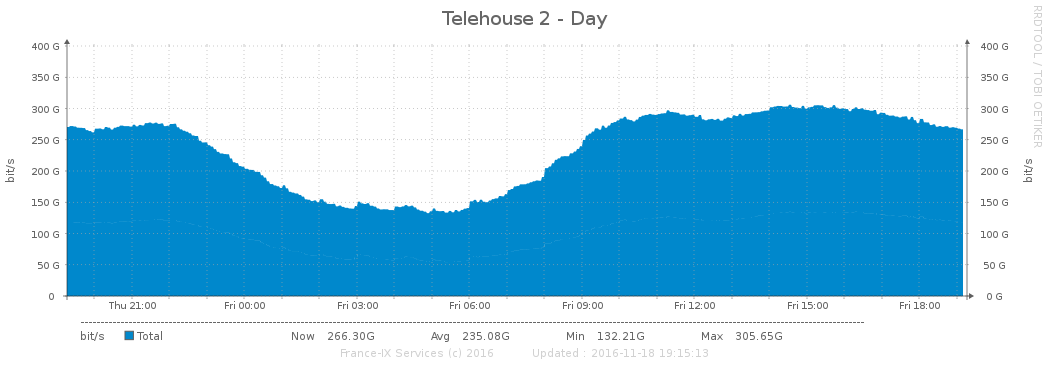 Telehouse 2 - Day
RRDTOOL / TOBI OETIKER
bit/s
400 G 400 G
350 G 350 G
300 G 300 G
250 G 250 G
200 G 200 G
150 G 150 G
100 G 100 G
50 G 50 G
0 0 G
bit/s
Thu 21:00 Fri 00:00 Fri 03:00 Fri 06:00 Fri 09:00 Fri 12:00 Fri 15:00 Fri 18:00
bit/s Total Now 266.30G Avg 235.08G Min 132.21G Max 305.65G
France-IX Services (c) 2016 Updated : 2016-11-18 19:15:13